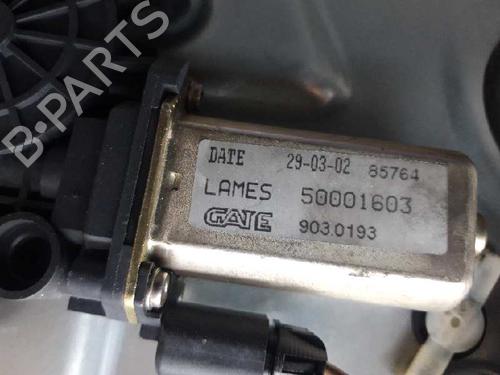 B-PARTS
DATE 29-03-02 85764
LAMES 50001603
GATE 903.0193